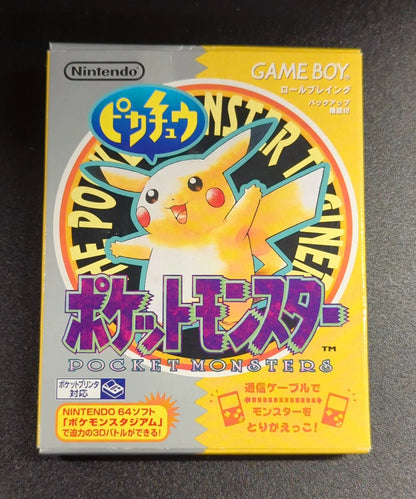 Nintendo
GAME BOY
ロールプレイング
バックアップ
機能付
ピカチュウ
THE POCKET MONSTER TRAINER
ポケットモンスター
TM
POCKET MONSTERS
ポケットプリンタ
対応
NINTENDO 64ソフト
「ポケモンスタジアム」
で迫力の3Dバトルができる!
通信ケーブルで
モンスターを
とりかえっこ!